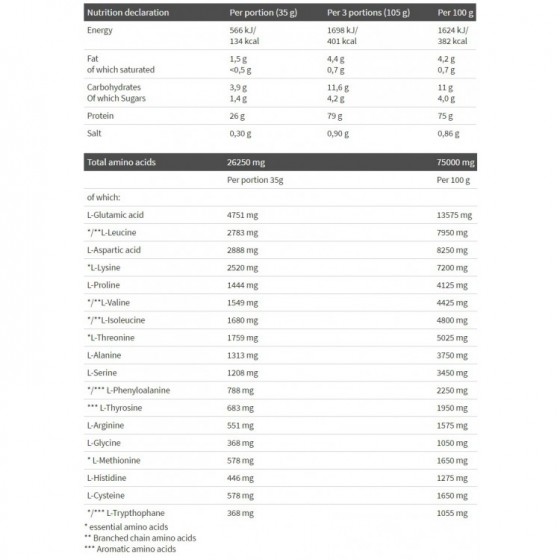 Nutrition declaration Per portion (35 g) Per 3 portions (105 g) Per 100 g
Energy 566 kJ/ 1698 kJ/ 1624 kJ/
134 kcal 401 kcal 382 kcal
Fat 1,5 g 4,4 g 4,2 g
of which saturated <0,5 g 0,7 g 0,7 g
Carbohydrates 3,9 g 11,6 g 11 g
Of which Sugars 1,4 g 4,2 g 4,0 g
Protein 26 g 79 g 75 g
Salt 0,30 g 0,90 g 0,86 g
Total amino acids 26250 mg 75000 mg
Per portion 35g Per 100 g
of which:
L-Glutamic acid 4751 mg 13575 mg
*/**L-Leucine 2783 mg 7950 mg
L-Aspartic acid 2888 mg 8250 mg
*L-Lysine 2520 mg 7200 mg
L-Proline 1444 mg 4125 mg
*/**L-Valine 1549 mg 4425 mg
*/**L-Isoleucine 1680 mg 4800 mg
*L-Threonine 1759 mg 5025 mg
L-Alanine 1313 mg 3750 mg
L-Serine 1208 mg 3450 mg
*/*** L-Phenyloalanine 788 mg 2250 mg
*** L-Thyrosine 683 mg 1950 mg
L-Arginine 551 mg 1575 mg
L-Glycine 368 mg 1050 mg
* L-Methionine 578 mg 1650 mg
L-Histidine 446 mg 1275 mg
L-Cysteine 578 mg 1650 mg
*/*** L-Trypthophane 368 mg 1055 mg
* essential amino acids
** Branched chain amino acids
*** Aromatic amino acids